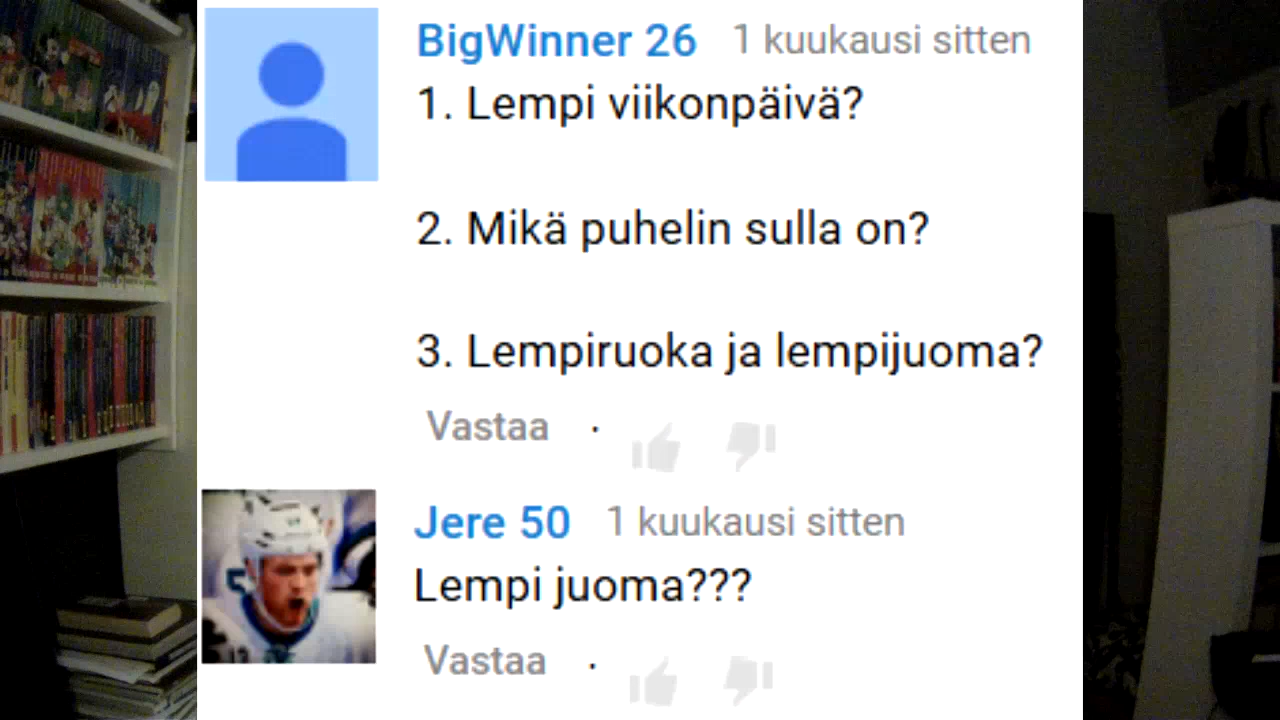 BigWinner 26 1 kuukausi sitten
1. Lempi viikonpäivä?
2. Mikä puhelin sulla on?
3. Lempiruoka ja lempijuoma?
Vastaa ·
Jere 50 1 kuukausi sitten
Lempi juoma???
Vastaa ·